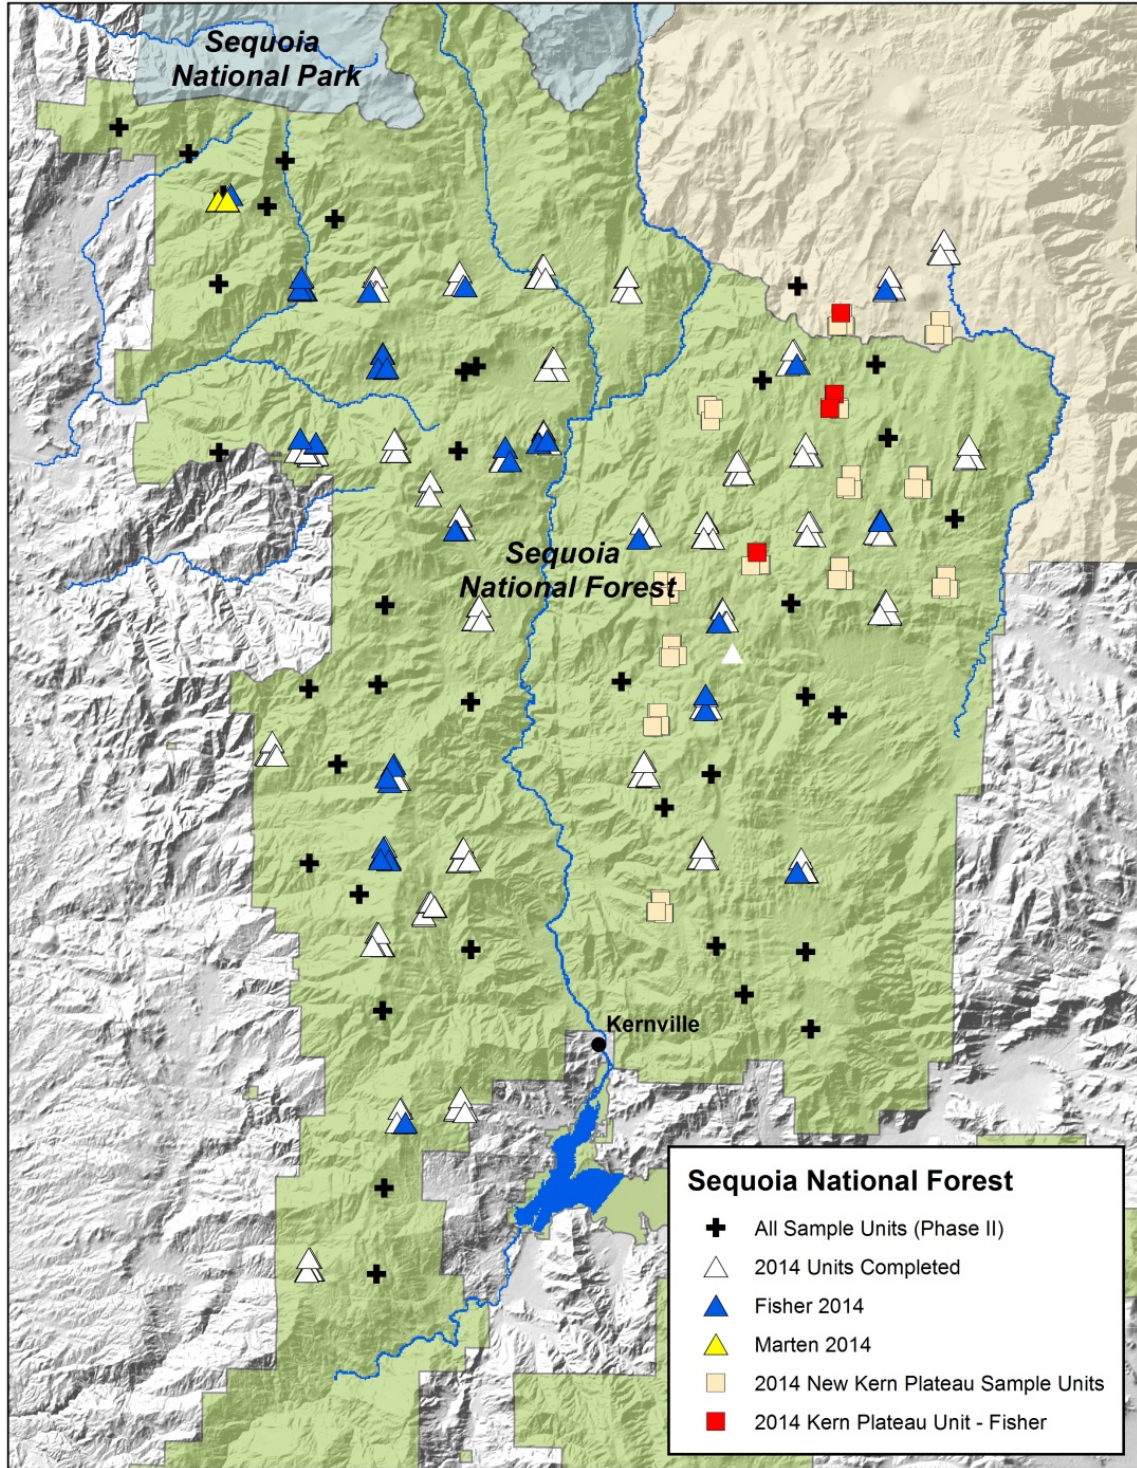 Sequoia
National Park
Sequoia
National Forest
Kernville
Sequoia National Forest
All Sample Units (Phase II)
2014 Units Completed
Fisher 2014
Marten 2014
2014 New Kern Plateau Sample Units
2014 Kern Plateau Unit - Fisher